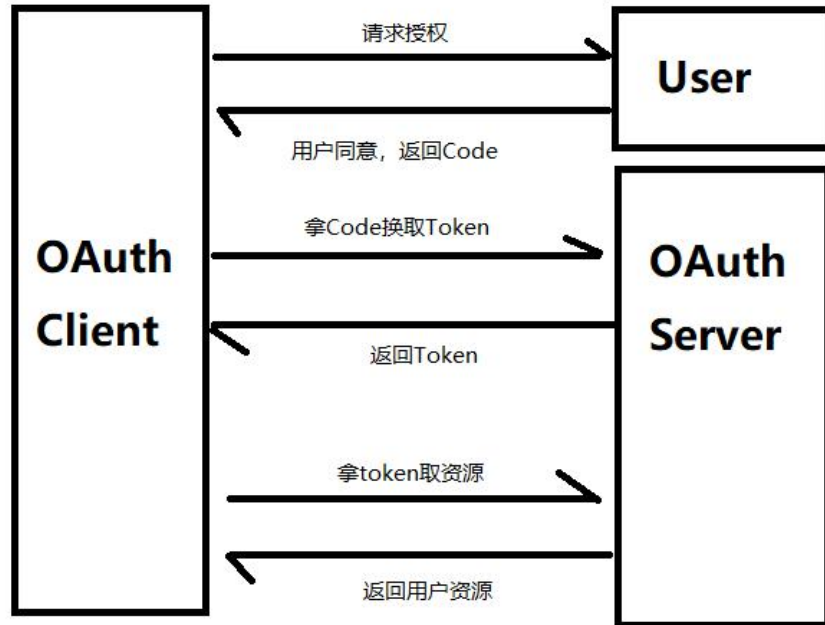 请求授权
User
用户同意，返回Code
拿Code换取Token
OAuth
Client
OAuth
Server
返回Token
拿token取资源
返回用户资源